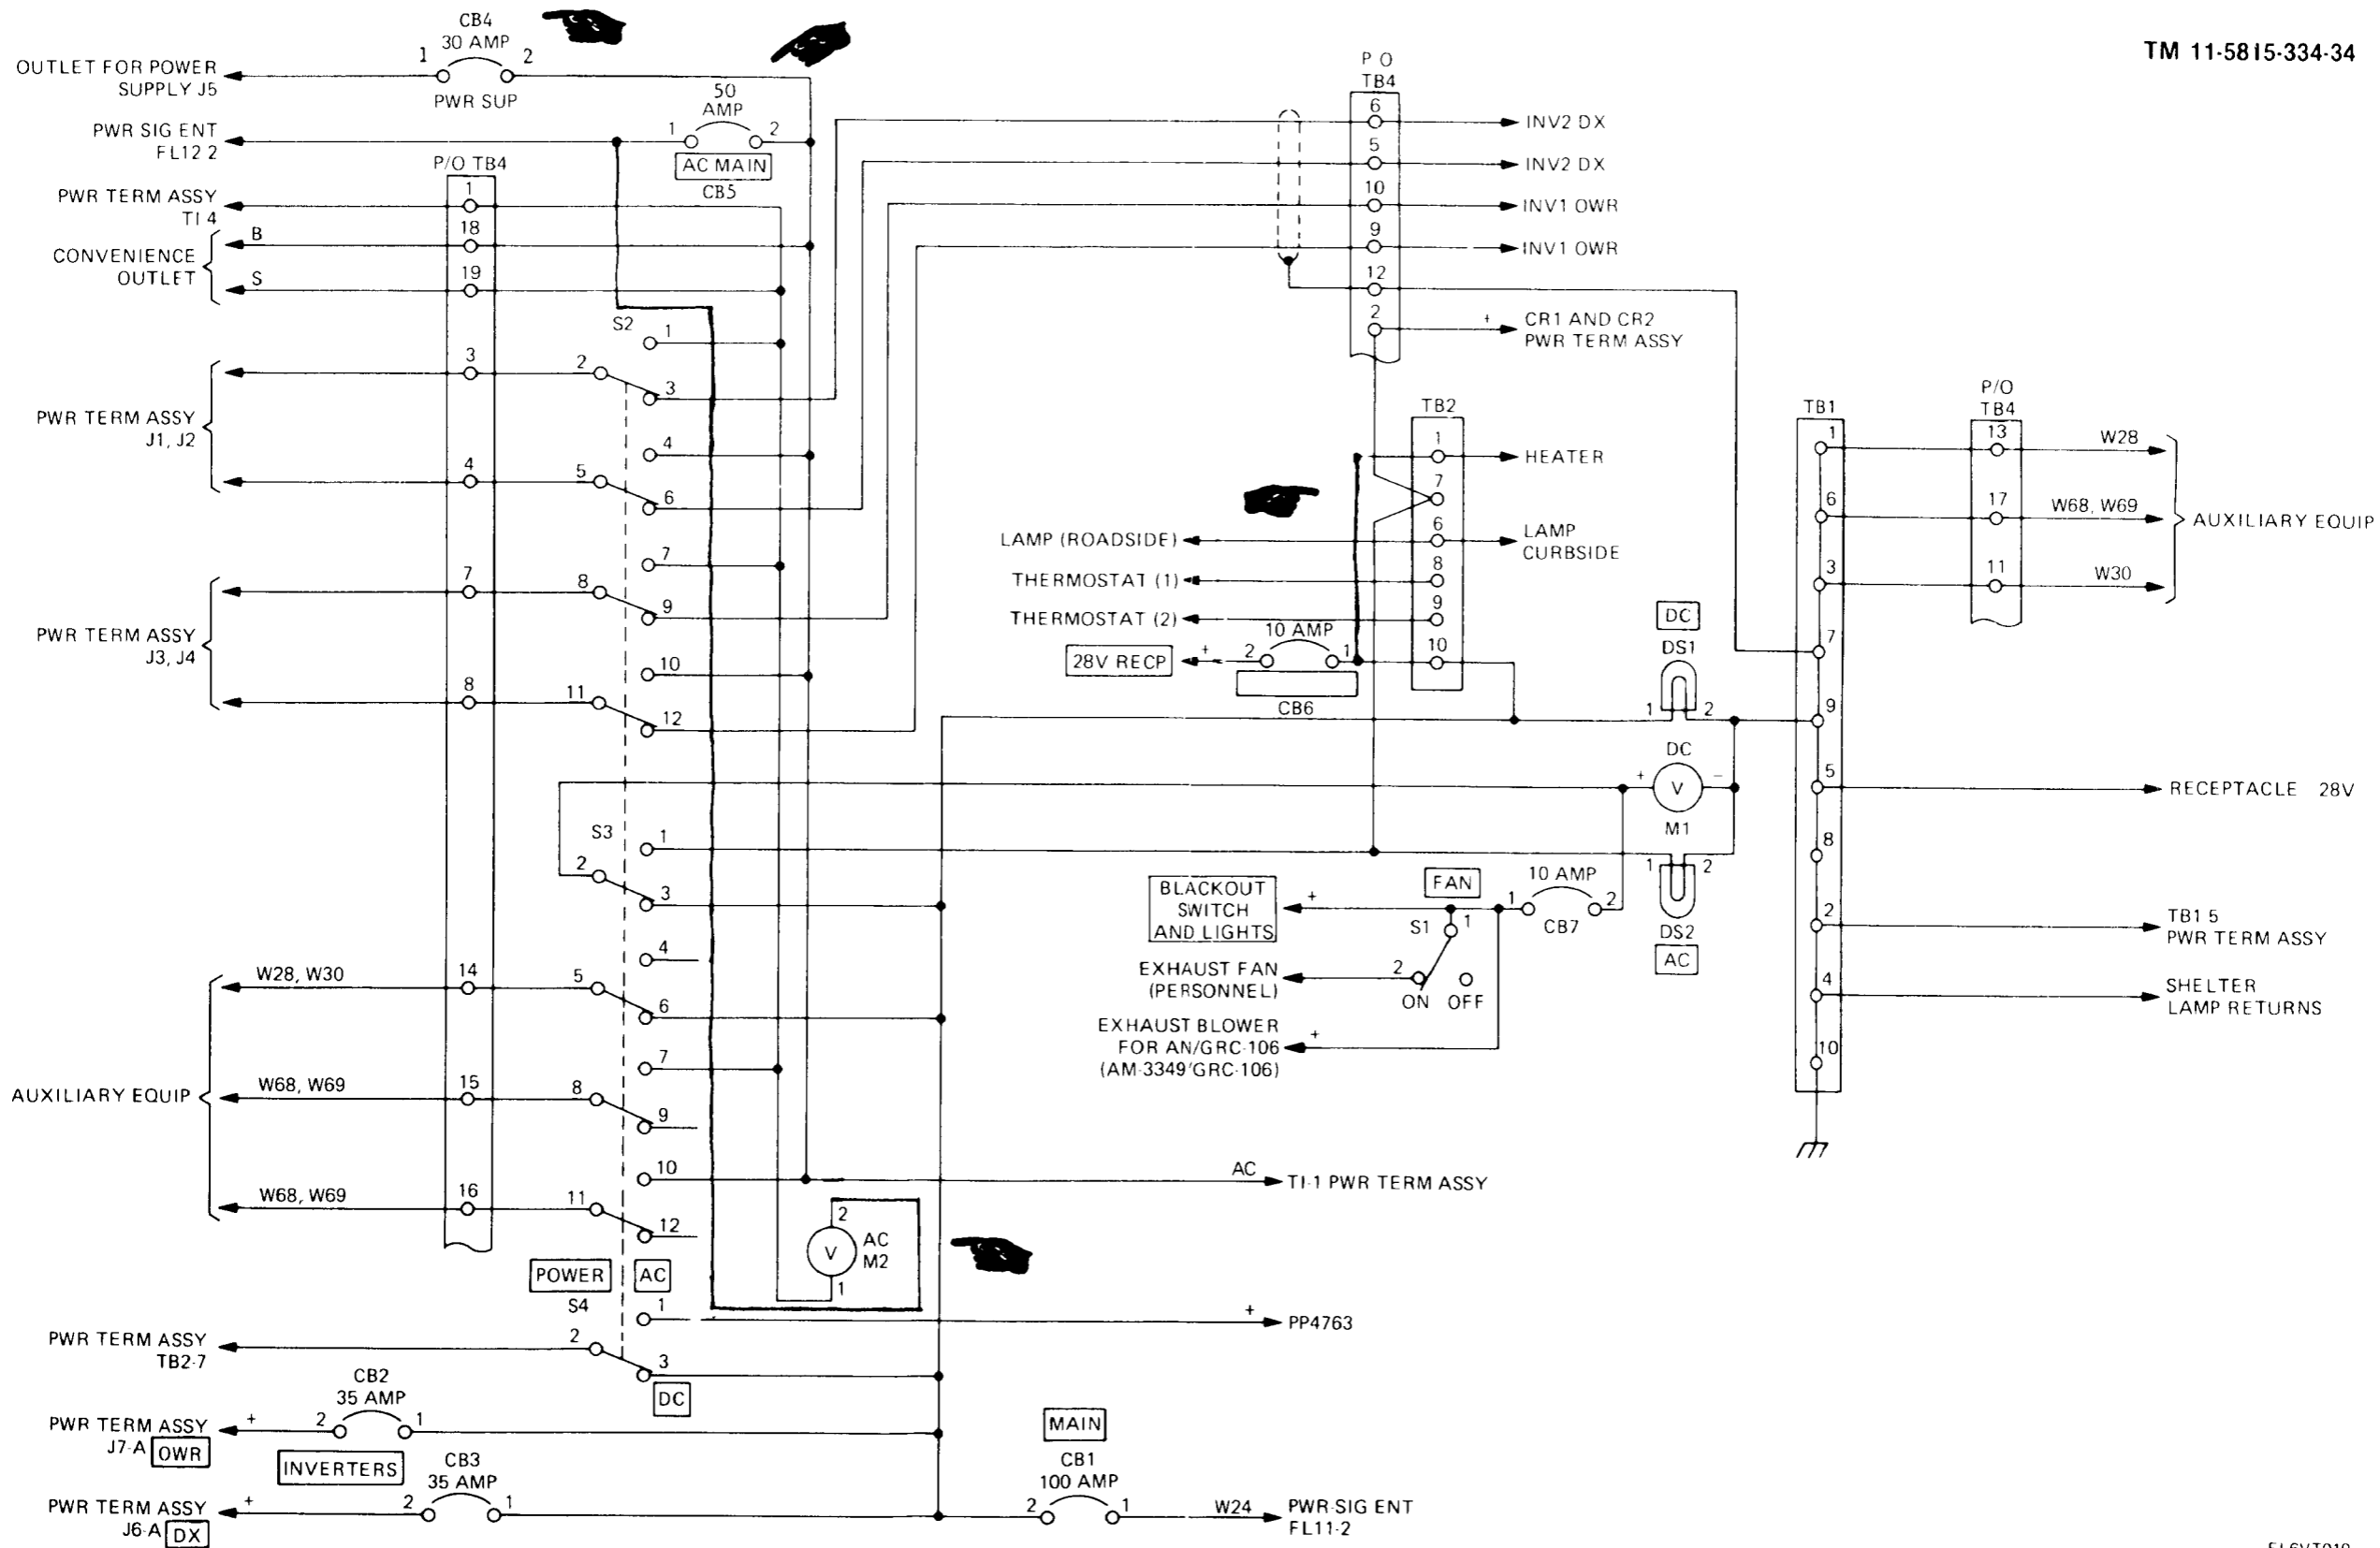 TM 11-5815-334-34
CB4
30 AMP
1 2
PWR SUP
OUTLET FOR POWER
SUPPLY J5
50
AMP
1 2
AC MAIN
CB5
PWR SIG ENT
FL12 2
P/O TB4
PWR TERM ASSY
TI 4
1
CONVENIENCE
OUTLET
B
18
S
19
S2
1
2
3
3
4
PWR TERM ASSY
J1, J2
4
5
6
7
7
8
9
PWR TERM ASSY
J3, J4
10
8
11
12
S3
1
2
3
4
W28, W30
14
5
6
7
AUXILIARY EQUIP
W68, W69
15
8
9
10
W68, W69
16
11
12
POWER
AC
S4
1
PWR TERM ASSY
TB2-7
2
3
DC
CB2
35 AMP
PWR TERM ASSY
J7-A OWR
+
2 1
INVERTERS
CB3
35 AMP
PWR TERM ASSY
J6-A DX
+
2 1
MAIN
CB1
100 AMP
2 1
W24
PWR-SIG ENT
FL11-2
+
PP4763
2
V
AC
M2
1
AC
TI-1 PWR TERM ASSY
P O
TB4
6
INV2 DX
5
INV2 DX
10
INV1 OWR
9
INV1 OWR
12
2
+
CR1 AND CR2
PWR TERM ASSY
TB2
1
HEATER
7
LAMP (ROADSIDE)
6
LAMP
CURBSIDE
THERMOSTAT (1)
8
THERMOSTAT (2)
9
28V RECP
+
2
10 AMP
1
10
CB6
DC
DS1
1 2
DC
+
V
−
M1
1 2
DS2
AC
BLACKOUT
SWITCH
AND LIGHTS
+
FAN
S1
1
1
10 AMP
2
CB7
EXHAUST FAN
(PERSONNEL)
2
ON OFF
EXHAUST BLOWER
FOR AN/GRC-106
(AM-3349'GRC-106)
+
TB1
1
6
3
7
9
5
8
2
4
10
P/O
TB4
13
W28
17
W68, W69
11
W30
AUXILIARY EQUIP
RECEPTACLE 28V
TB1 5
PWR TERM ASSY
SHELTER
LAMP RETURNS